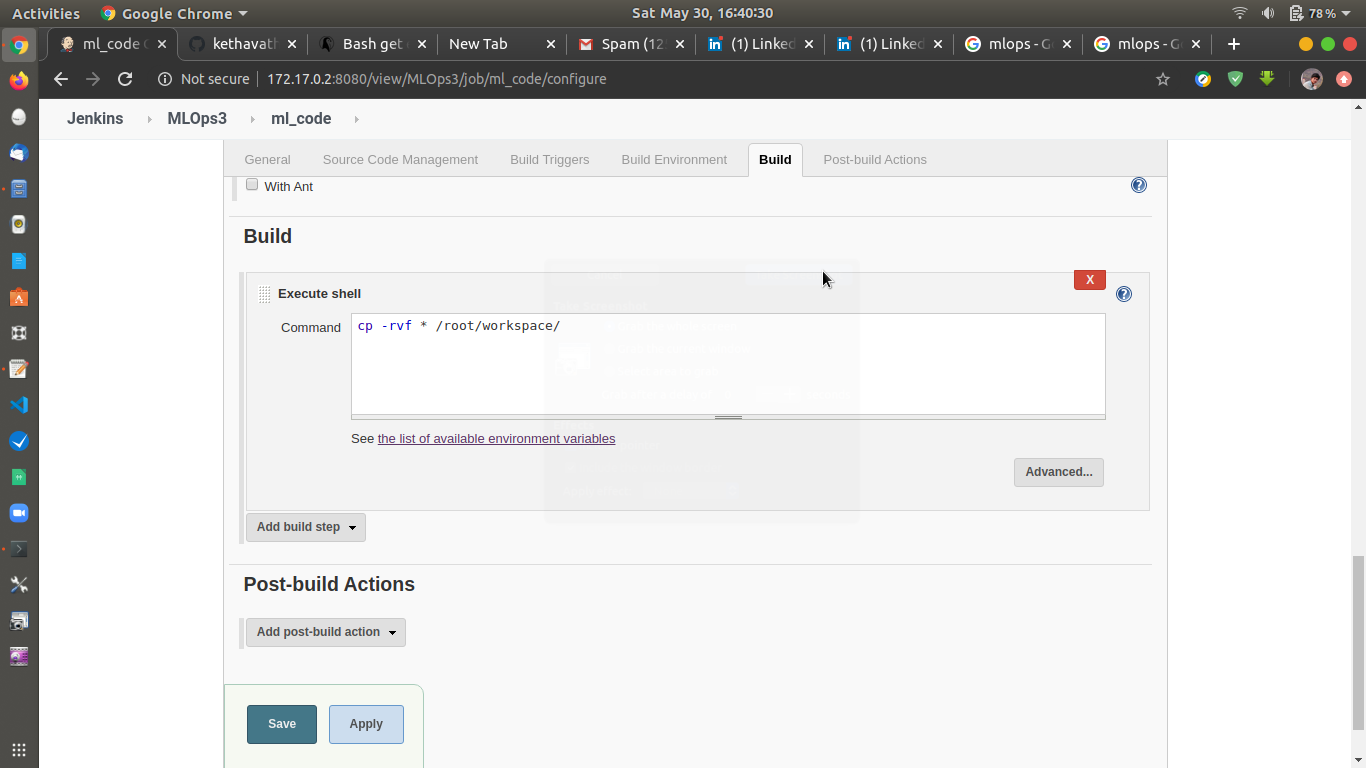 Activities Google Chrome Sat May 30, 16:40:30 78 %
ml_code C kethavath Bash get New Tab Spam (12 (1) Linked (1) Linked mlops - Go mlops - Go
Not secure 172.17.0.2:8080/view/MLOps3/job/ml_code/configure
Jenkins MLOps3 ml_code
General Source Code Management Build Triggers Build Environment Build Post-build Actions
With Ant
Build
X
Execute shell
Command cp -rvf * /root/workspace/
See the list of available environment variables
Advanced...
Add build step
Post-build Actions
Add post-build action
Save Apply